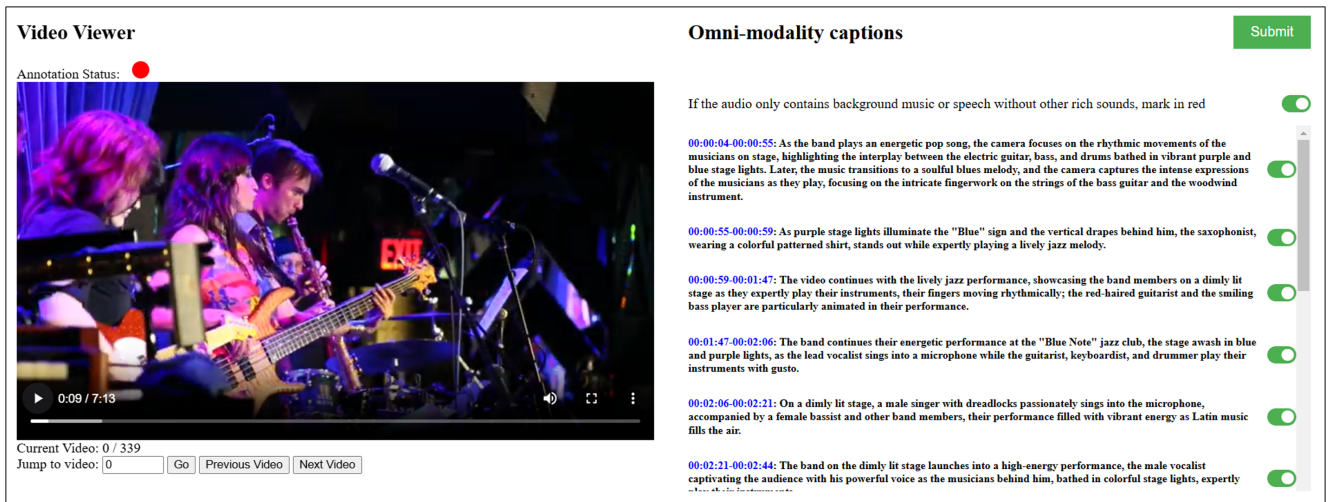 Video Viewer
Annotation Status:
EXIT
0:09 / 7:13
Current Video: 0 / 339
Jump to video: 0 Go Previous Video Next Video
Omni-modality captions
Submit
If the audio only contains background music or speech without other rich sounds, mark in red
00:00:04-00:00:55: As the band plays an energetic pop song, the camera focuses on the rhythmic movements of the
musicians on stage, highlighting the interplay between the electric guitar, bass, and drums bathed in vibrant purple and
blue stage lights. Later, the music transitions to a soulful blues melody, and the camera captures the intense expressions
of the musicians as they play, focusing on the intricate fingerwork on the strings of the bass guitar and the woodwind
instrument.
00:00:55-00:00:59: As purple stage lights illuminate the "Blue" sign and the vertical drapes behind him, the saxophonist,
wearing a colorful patterned shirt, stands out while expertly playing a lively jazz melody.
00:00:59-00:01:47: The video continues with the lively jazz performance, showcasing the band members on a dimly lit
stage as they expertly play their instruments, their fingers moving rhythmically; the red-haired guitarist and the smiling
bass player are particularly animated in their performance.
00:01:47-00:02:06: The band continues their energetic performance at the "Blue Note" jazz club, the stage awash in blue
and purple lights, as the lead vocalist sings into a microphone while the guitarist, keyboardist, and drummer play their
instruments with gusto.
00:02:06-00:02:21: On a dimly lit stage, a male singer with dreadlocks passionately sings into the microphone,
accompanied by a female bassist and other band members, their performance filled with vibrant energy as Latin music
fills the air.
00:02:21-00:02:44: The band on the dimly lit stage launches into a high-energy performance, the male vocalist
captivating the audience with his powerful voice as the musicians behind him, bathed in colorful stage lights, expertly